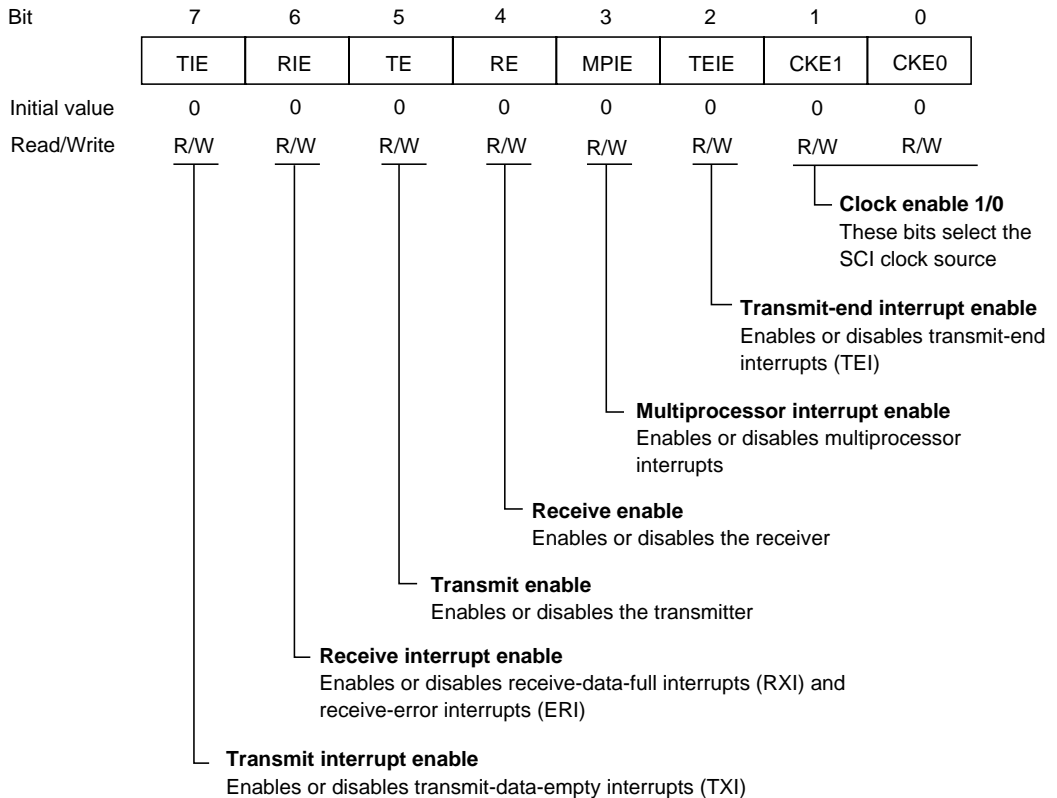 Bit 7 6 5 4 3 2 1 0
TIE RIE TE RE MPIE TEIE CKE1 CKE0
Initial value 0 0 0 0 0 0 0 0
Read/Write R/W R/W R/W R/W R/W R/W R/W R/W
Clock enable 1/0
These bits select the
SCI clock source
Transmit-end interrupt enable
Enables or disables transmit-end
interrupts (TEI)
Multiprocessor interrupt enable
Enables or disables multiprocessor
interrupts
Receive enable
Enables or disables the receiver
Transmit enable
Enables or disables the transmitter
Receive interrupt enable
Enables or disables receive-data-full interrupts (RXI) and
receive-error interrupts (ERI)
Transmit interrupt enable
Enables or disables transmit-data-empty interrupts (TXI)